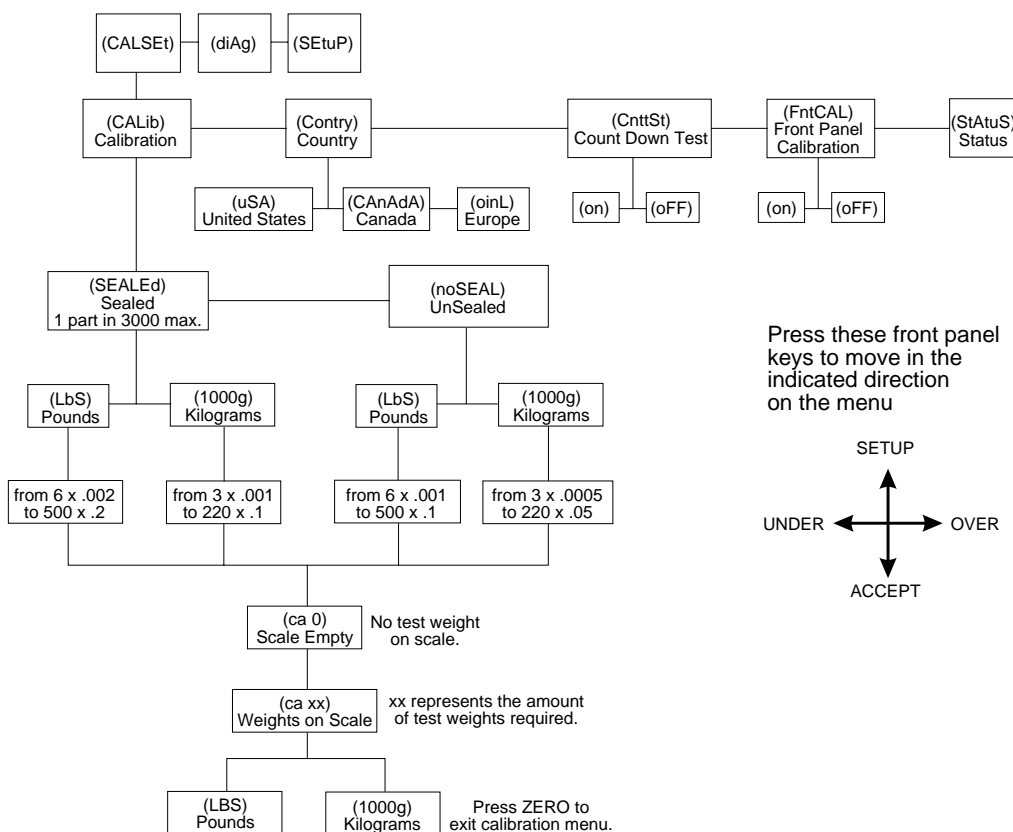 (CALSEt)
(diAg)
(SEtuP)
(CALib)
Calibration
(Contry)
Country
(CnttSt)
Count Down Test
(FntCAL)
Front Panel
Calibration
(StAtuS)
Status
(uSA)
United States
(CAnAdA)
Canada
(oinL)
Europe
(on)
(oFF)
(on)
(oFF)
(SEALEd)
Sealed
1 part in 3000 max.
(noSEAL)
UnSealed
Press these front panel
keys to move in the
indicated direction
on the menu
SETUP
UNDER
OVER
ACCEPT
(LbS)
Pounds
(1000g)
Kilograms
(LbS)
Pounds
(1000g)
Kilograms
from 6 x .002
to 500 x .2
from 3 x .001
to 220 x .1
from 6 x .001
to 500 x .1
from 3 x .0005
to 220 x .05
(ca 0)
Scale Empty
No test weight
on scale.
(ca xx)
Weights on Scale
xx represents the amount
of test weights required.
(LBS)
Pounds
(1000g)
Kilograms
Press ZERO to
exit calibration menu.